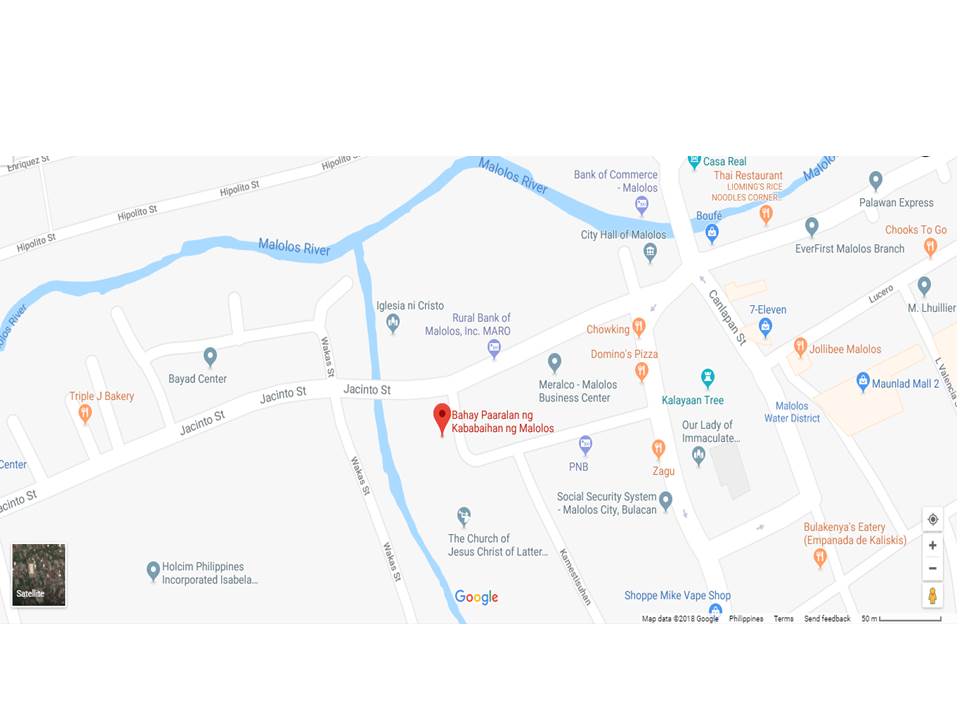 Enriquez St
Hipolito St
Hipolito St
Hipolito St
Hipolito St
Malolos River
Malolos River
Casa Real
Thai Restaurant
LIOMING'S RICE
NOODLES CORNER...
Bank of Commerce
- Malolos
Palawan Express
Boufé
City Hall of Malolos
EverFirst Malolos Branch
Chooks To Go
Iglesia ni Cristo
Rural Bank of
Malolos, Inc. MARO
Canlapan St
Lucero
M. Lhuillier
7-Eleven
Chowking
Domino's Pizza
Jollibee Malolos
Wakas St
Bayad Center
Jacinto St
Jacinto St
Jacinto St
Meralco - Malolos
Business Center
Kalayaan Tree
Maunlad Mall 2
L Valencia
Triple J Bakery
Malolos
Water District
Bahay Paaralan ng
Kababaihan ng Malolos
Our Lady of
Immaculate...
Center
PNB
Zagu
Wakas St
Jacinto St
Social Security System
- Malolos City, Bulacan
The Church of
Jesus Christ of Latter...
Bulakenya's Eatery
(Empanada de Kaliskis)
Wakas St
Kamestisuhan
Holcim Philippines
Incorporated Isabela...
Satellite
Google
Shoppe Mike Vape Shop
Map data ©2018 Google Philippines Terms Send feedback 50 m